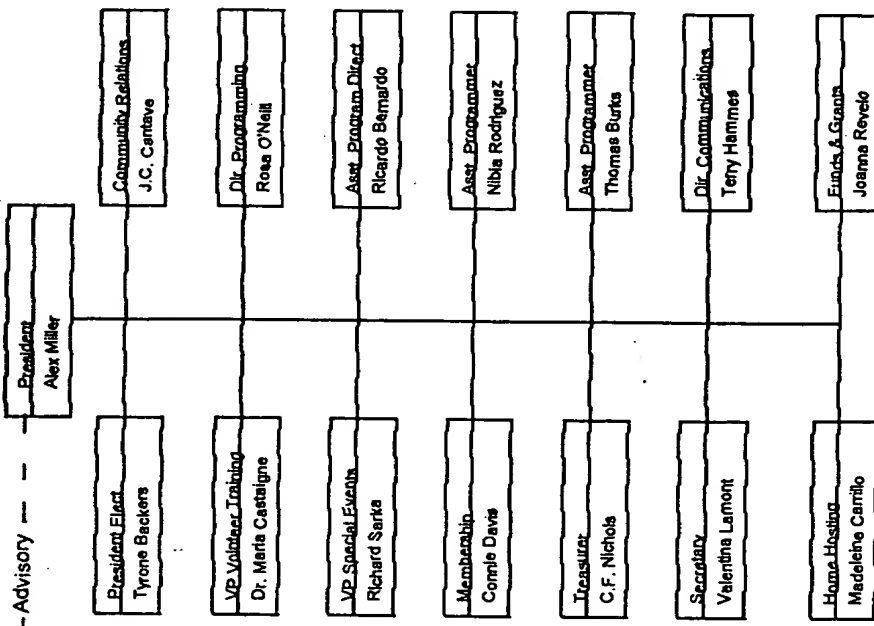 Advisory
President
Alex Miller
President Elect
Tyrone Backers
Community Relations
J.C. Cantave
VP Volnteer Training
Dr. Maria Castaigne
Dir Programming
Rosa O'Neill
VP Special Events
Richard Sarka
Asst Program Direct
Ricardo Bernardo
Membership
Connie Davis
Asst Programmer
Nibia Rodriguez
Treasurer
C.F. Nichols
Asst Programmer
Thomas Burks
Secretary
Valentina Lamont
Dir Communications
Terry Hammes
Home Hosting
Madeleine Carrillo
Funds & Grants
Joanna Revelo